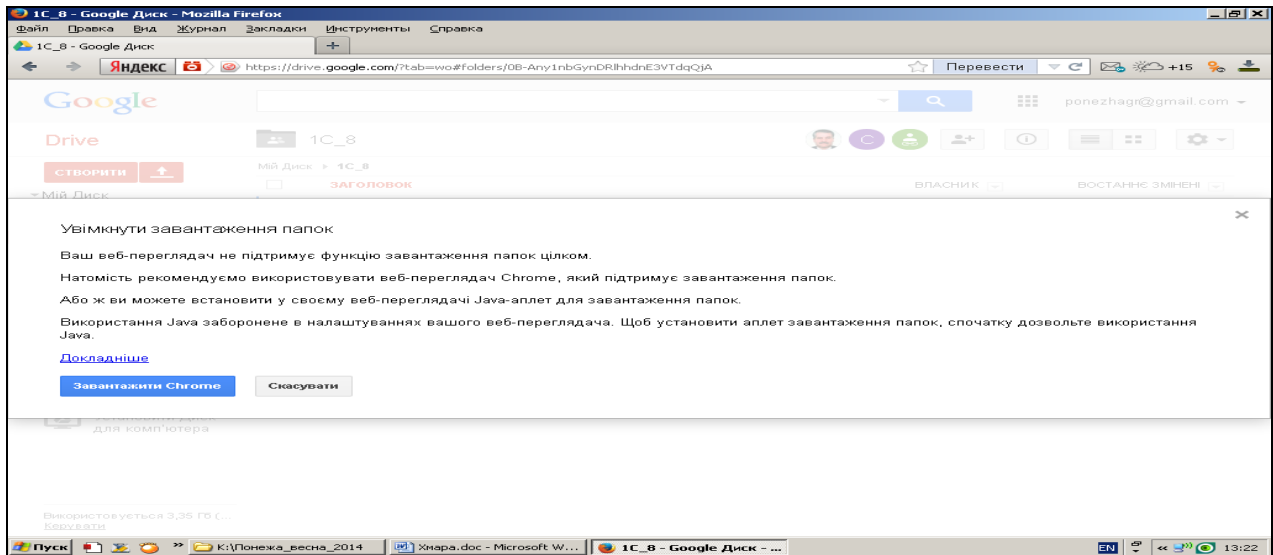 1C_8 - Google Диск - Mozilla Firefox
Файл Правка Вид Журнал Закладки Инструменты Справка
1C_8 - Google Диск
ЯНДЕКС https://drive.google.com/?tab=wo#folders/0B-Any1nbGynDRlhhdnE3VTdqQjA Перевести +15
Google ponezhagr@gmail.com
Drive 1C_8 C
СТВОРИТИ Мій Диск 1C_8
ЗАГОЛОВОК ВЛАСНИК ВОСТАННЄ ЗМІНЕНІ
Мій Диск
Увімкнути завантаження папок
Ваш веб-переглядач не підтримує функцію завантаження папок цілком.
Натомість рекомендуємо використовувати веб-переглядач Chrome, який підтримує завантаження папок.
Або ж ви можете встановити у своєму веб-переглядачі Java-аплет для завантаження папок.
Використання Java заборонене в налаштуваннях вашого веб-переглядача. Щоб установити аплет завантаження папок, спочатку дозвольте використання
Java.
Докладніше
Завантажити Chrome Скасувати
Установити Диск
для комп'ютера
Використовується 3,35 Гб (...
Керувати
Пуск K:\Понежа_весна_2014 Хмара.doc - Microsoft W... 1C_8 - Google Диск - ... EN 13:22